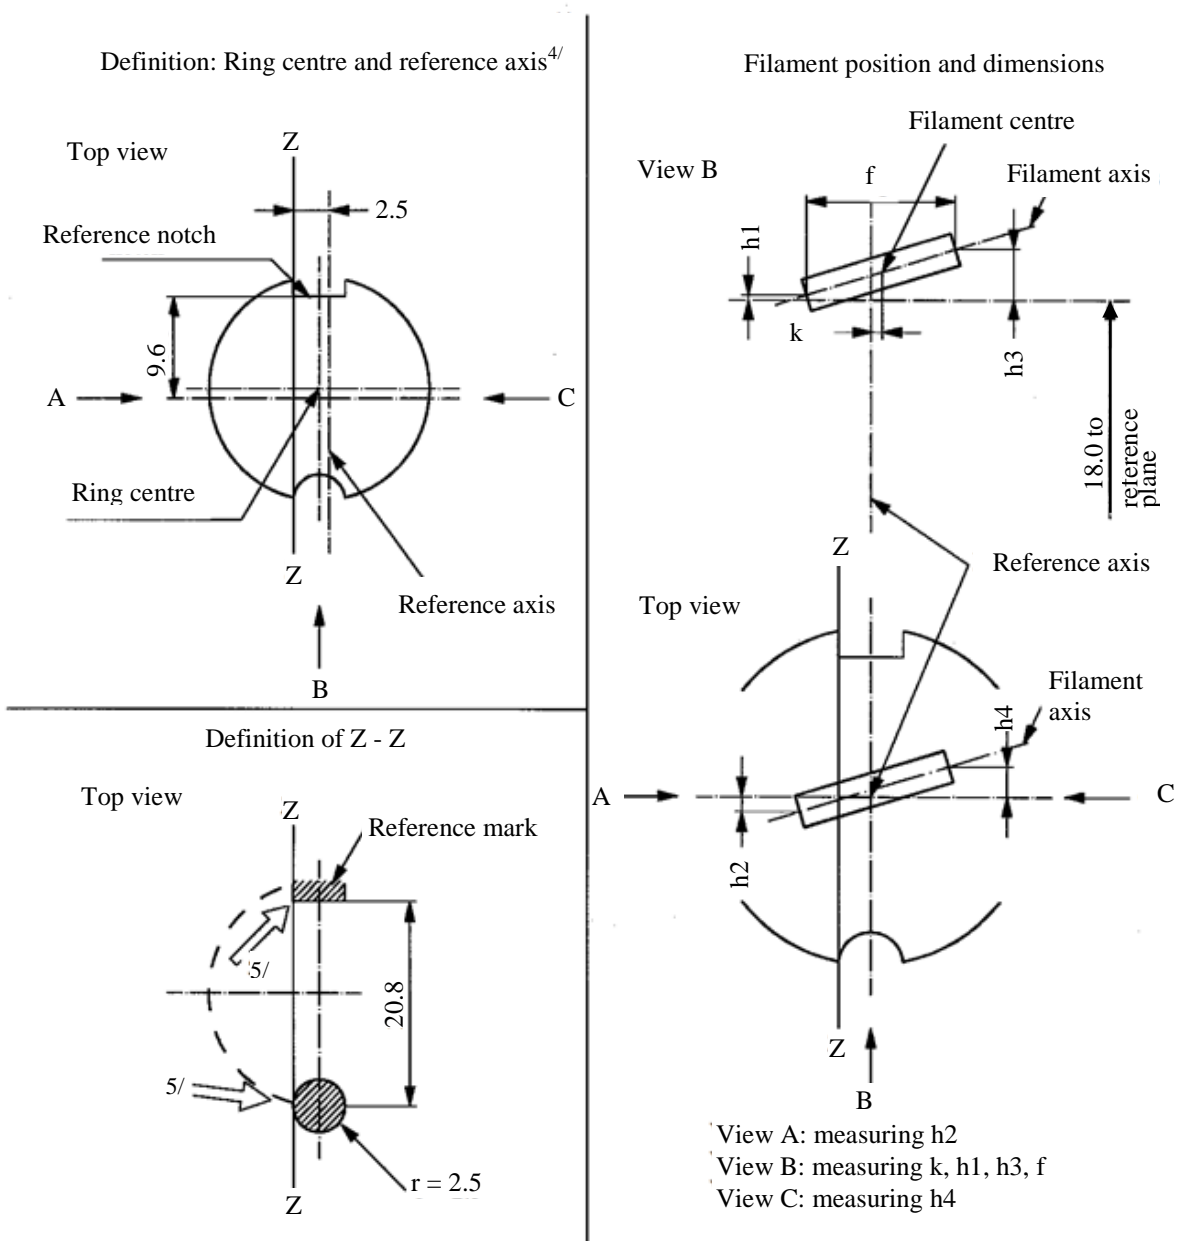 Definition: Ring centre and reference axis4/
Top view
Z
2.5
Reference notch
9.6
A
C
Ring centre
Z
Reference axis
B
Definition of Z - Z
Top view
Z
Reference mark
5/
20.8
5/
r = 2.5
Z
Filament position and dimensions
Filament centre
View B
f
Filament axis
h1
k
h3
18.0 to
reference
plane
Z
Reference axis
Top view
Filament
axis
h4
A
C
h2
Z
B
View A: measuring h2
View B: measuring k, h1, h3, f
View C: measuring h4